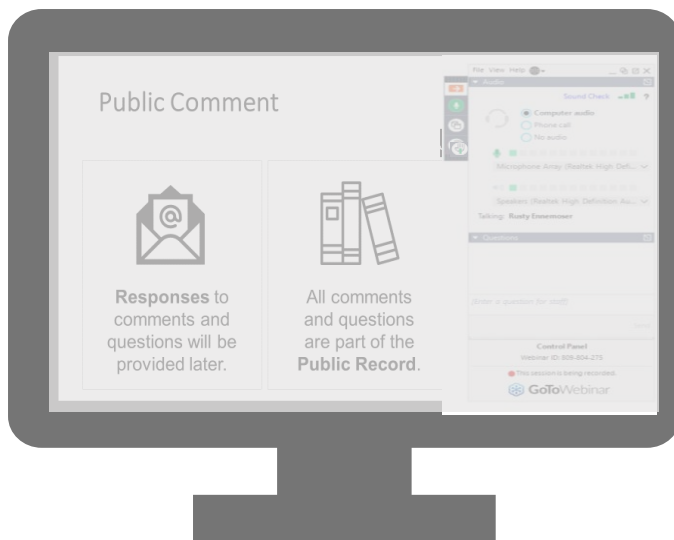 Public Comment
@
Responses to
comments and
questions will be
provided later.
All comments
and questions
are part of the
Public Record.
File View Help
Audio
Sound Check ?
Computer audio
Phone call
No audio
Microphone Array (Realtek High Defi...
Speakers (Realtek High Definition Au...
Talking: Rusty Ennemoser
Questions
[Enter a question for staff]
Control Panel
Webinar ID: 909-604-275
This session is being recorded.
GoToWebinar